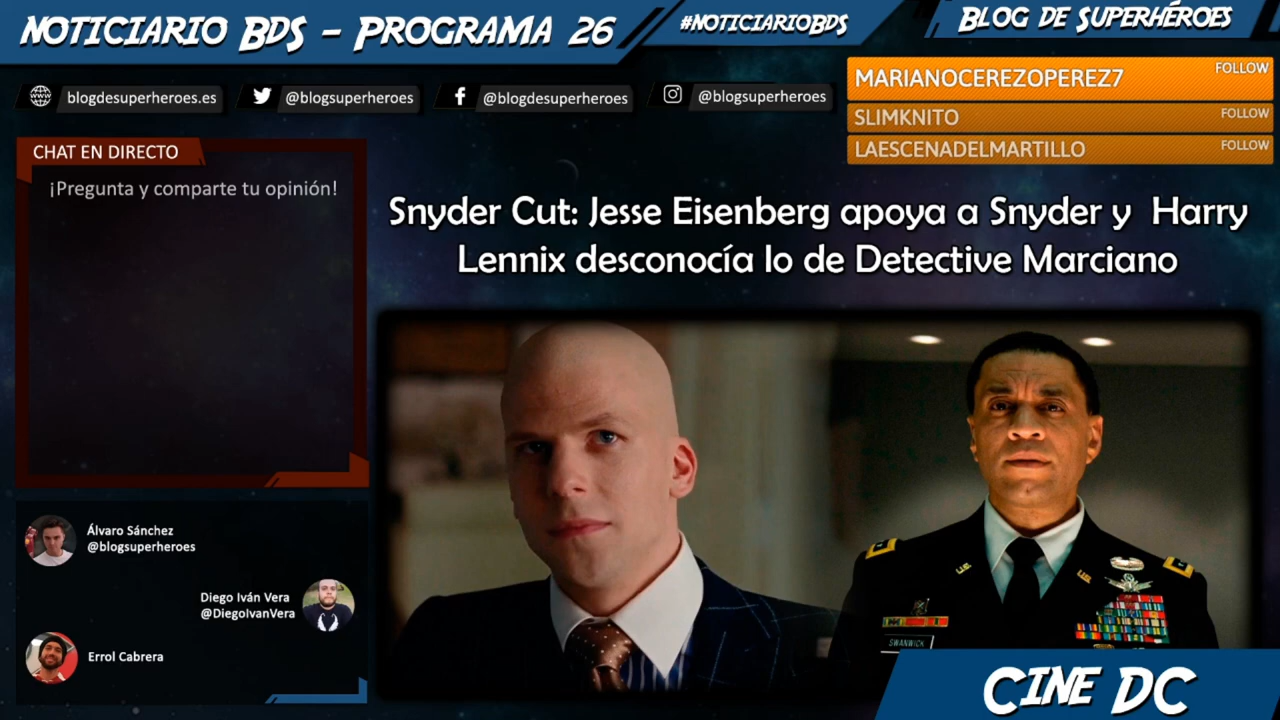 NOTICIARIO BDS – PROGRAMA 26
#NOTICIARIOBDS
BLOG DE SUPERHÉROES
www
blogdesuperheroes.es
@blogsuperheroes
@blogdesuperheroes
@blogsuperheroes
MARIANOCEREZOPEREZ7 FOLLOW
SLIMKNITO FOLLOW
LAESCENADELMARTILLO FOLLOW
CHAT EN DIRECTO
¡Pregunta y comparte tu opinión!
Snyder Cut: Jesse Eisenberg apoya a Snyder y Harry
Lennix desconocía lo de Detective Marciano
Álvaro Sánchez
@blogsuperheroes
Diego Iván Vera
@DiegoIvanVera
Errol Cabrera
U.S.
U.S.
SWANWICK
CINE DC